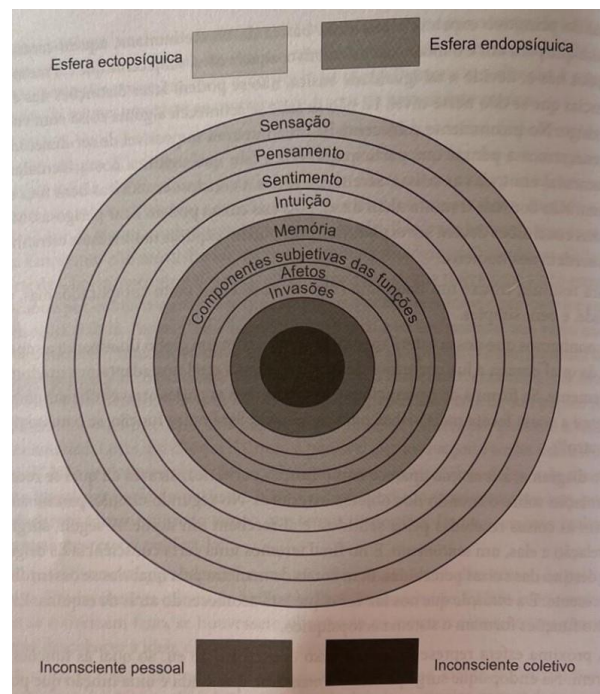 Esfera ectopsíquica
Esfera endopsíquica
Sensação
Pensamento
Sentimento
Intuição
Memória
Componentes subjetivas das funções
Afetos
Invasões
Inconsciente pessoal
Inconsciente coletivo